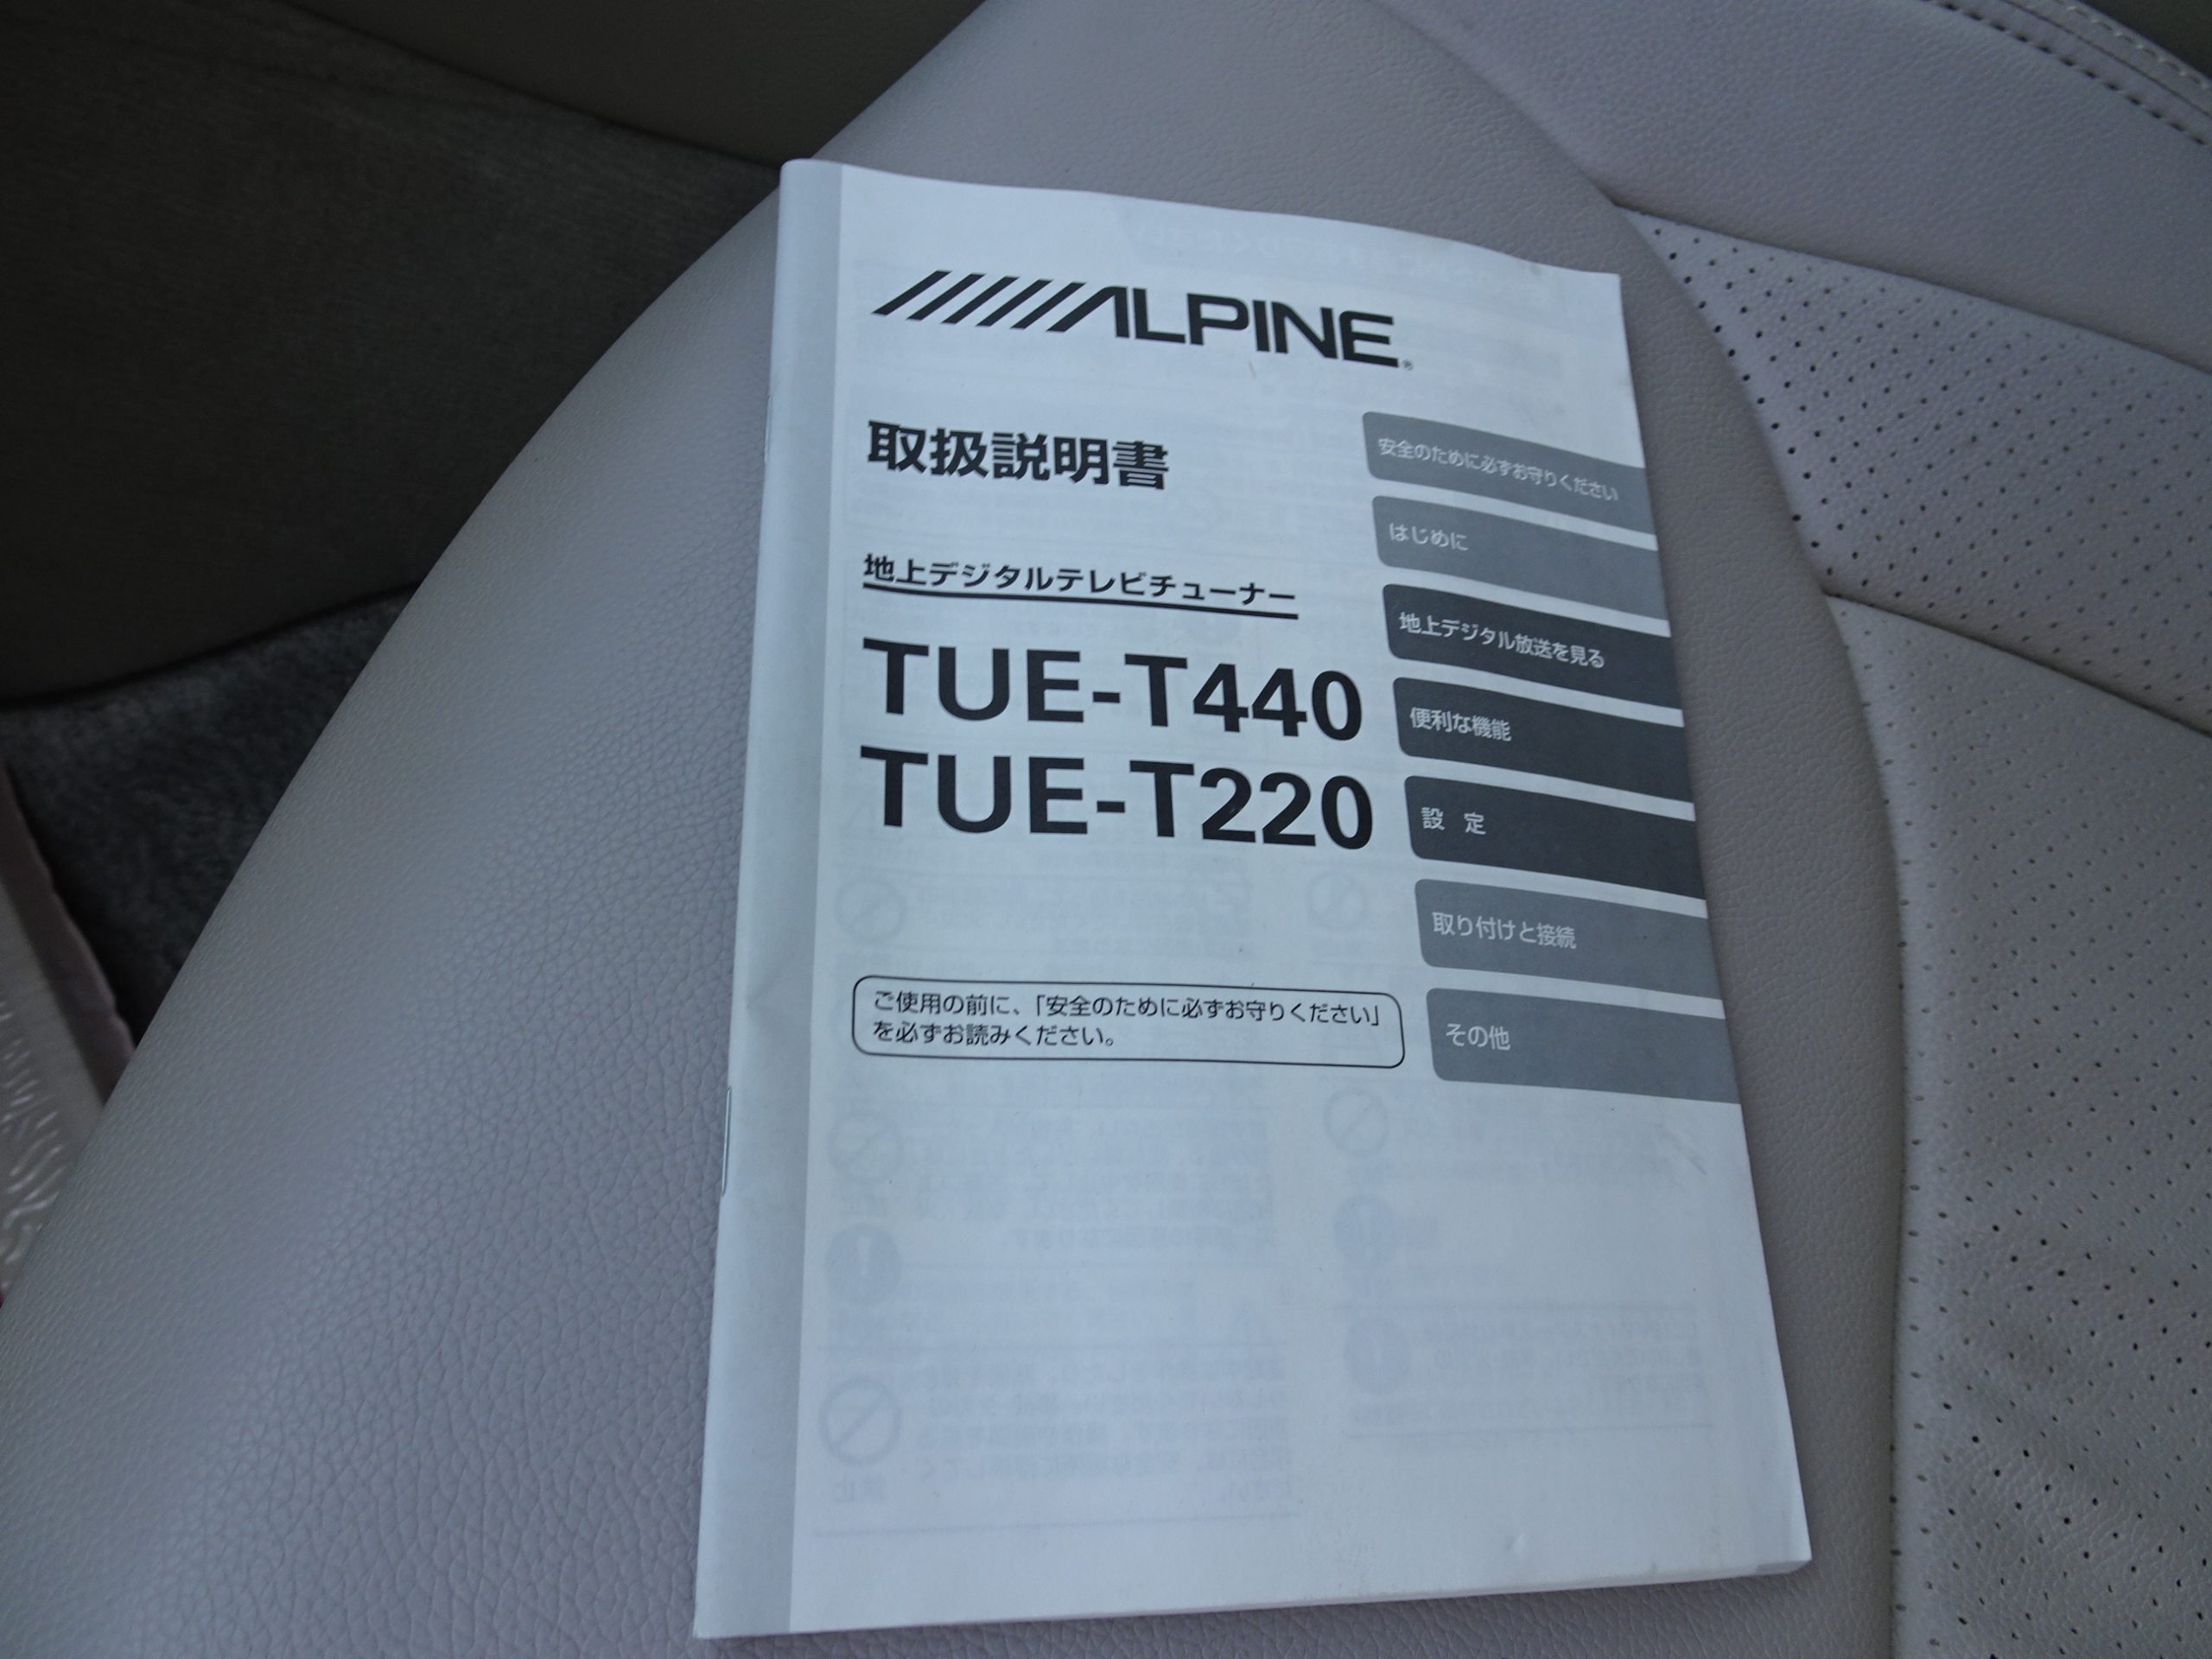 ALPINE®
取扱説明書
地上デジタルテレビチューナー
TUE-T440
TUE-T220
ご使用の前に、「安全のために必ずお守りください」
を必ずお読みください。
安全のために必ずお守りください
はじめに
地上デジタル放送を見る
便利な機能
設 定
取り付けと接続
その他